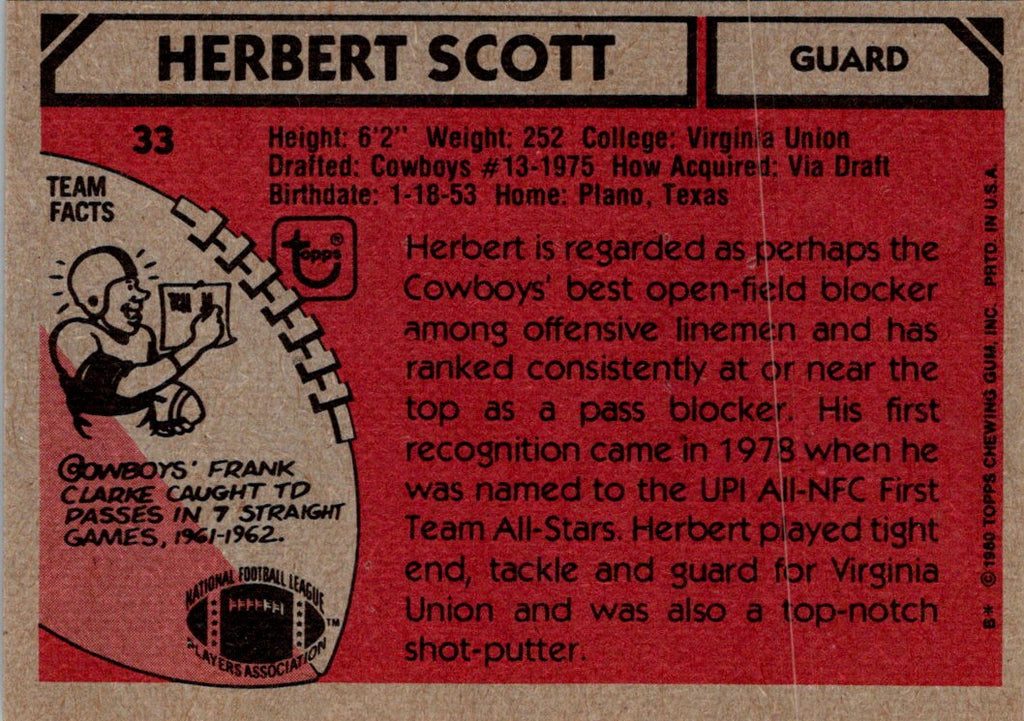 HERBERT SCOTT
GUARD
33
Height: 6'2" Weight: 252 College: Virginia Union
Drafted: Cowboys #13-1975 How Acquired: Via Draft
Birthdate: 1-18-53 Home: Plano, Texas
TEAM
FACTS
topps®
COWBOYS' FRANK
CLARKE CAUGHT TD
PASSES IN 7 STRAIGHT
GAMES, 1961-1962.
NATIONAL FOOTBALL LEAGUE
PLAYERS ASSOCIATION
TM
Herbert is regarded as perhaps the
Cowboys' best open-field blocker
among offensive linemen and has
ranked consistently at or near the
top as a pass blocker. His first
recognition came in 1978 when he
was named to the UPI All-NFC First
Team All-Stars. Herbert played tight
end, tackle and guard for Virginia
Union and was also a top-notch
shot-putter.
B* © 1980 TOPPS CHEWING GUM, INC. PRTD. IN U.S.A.